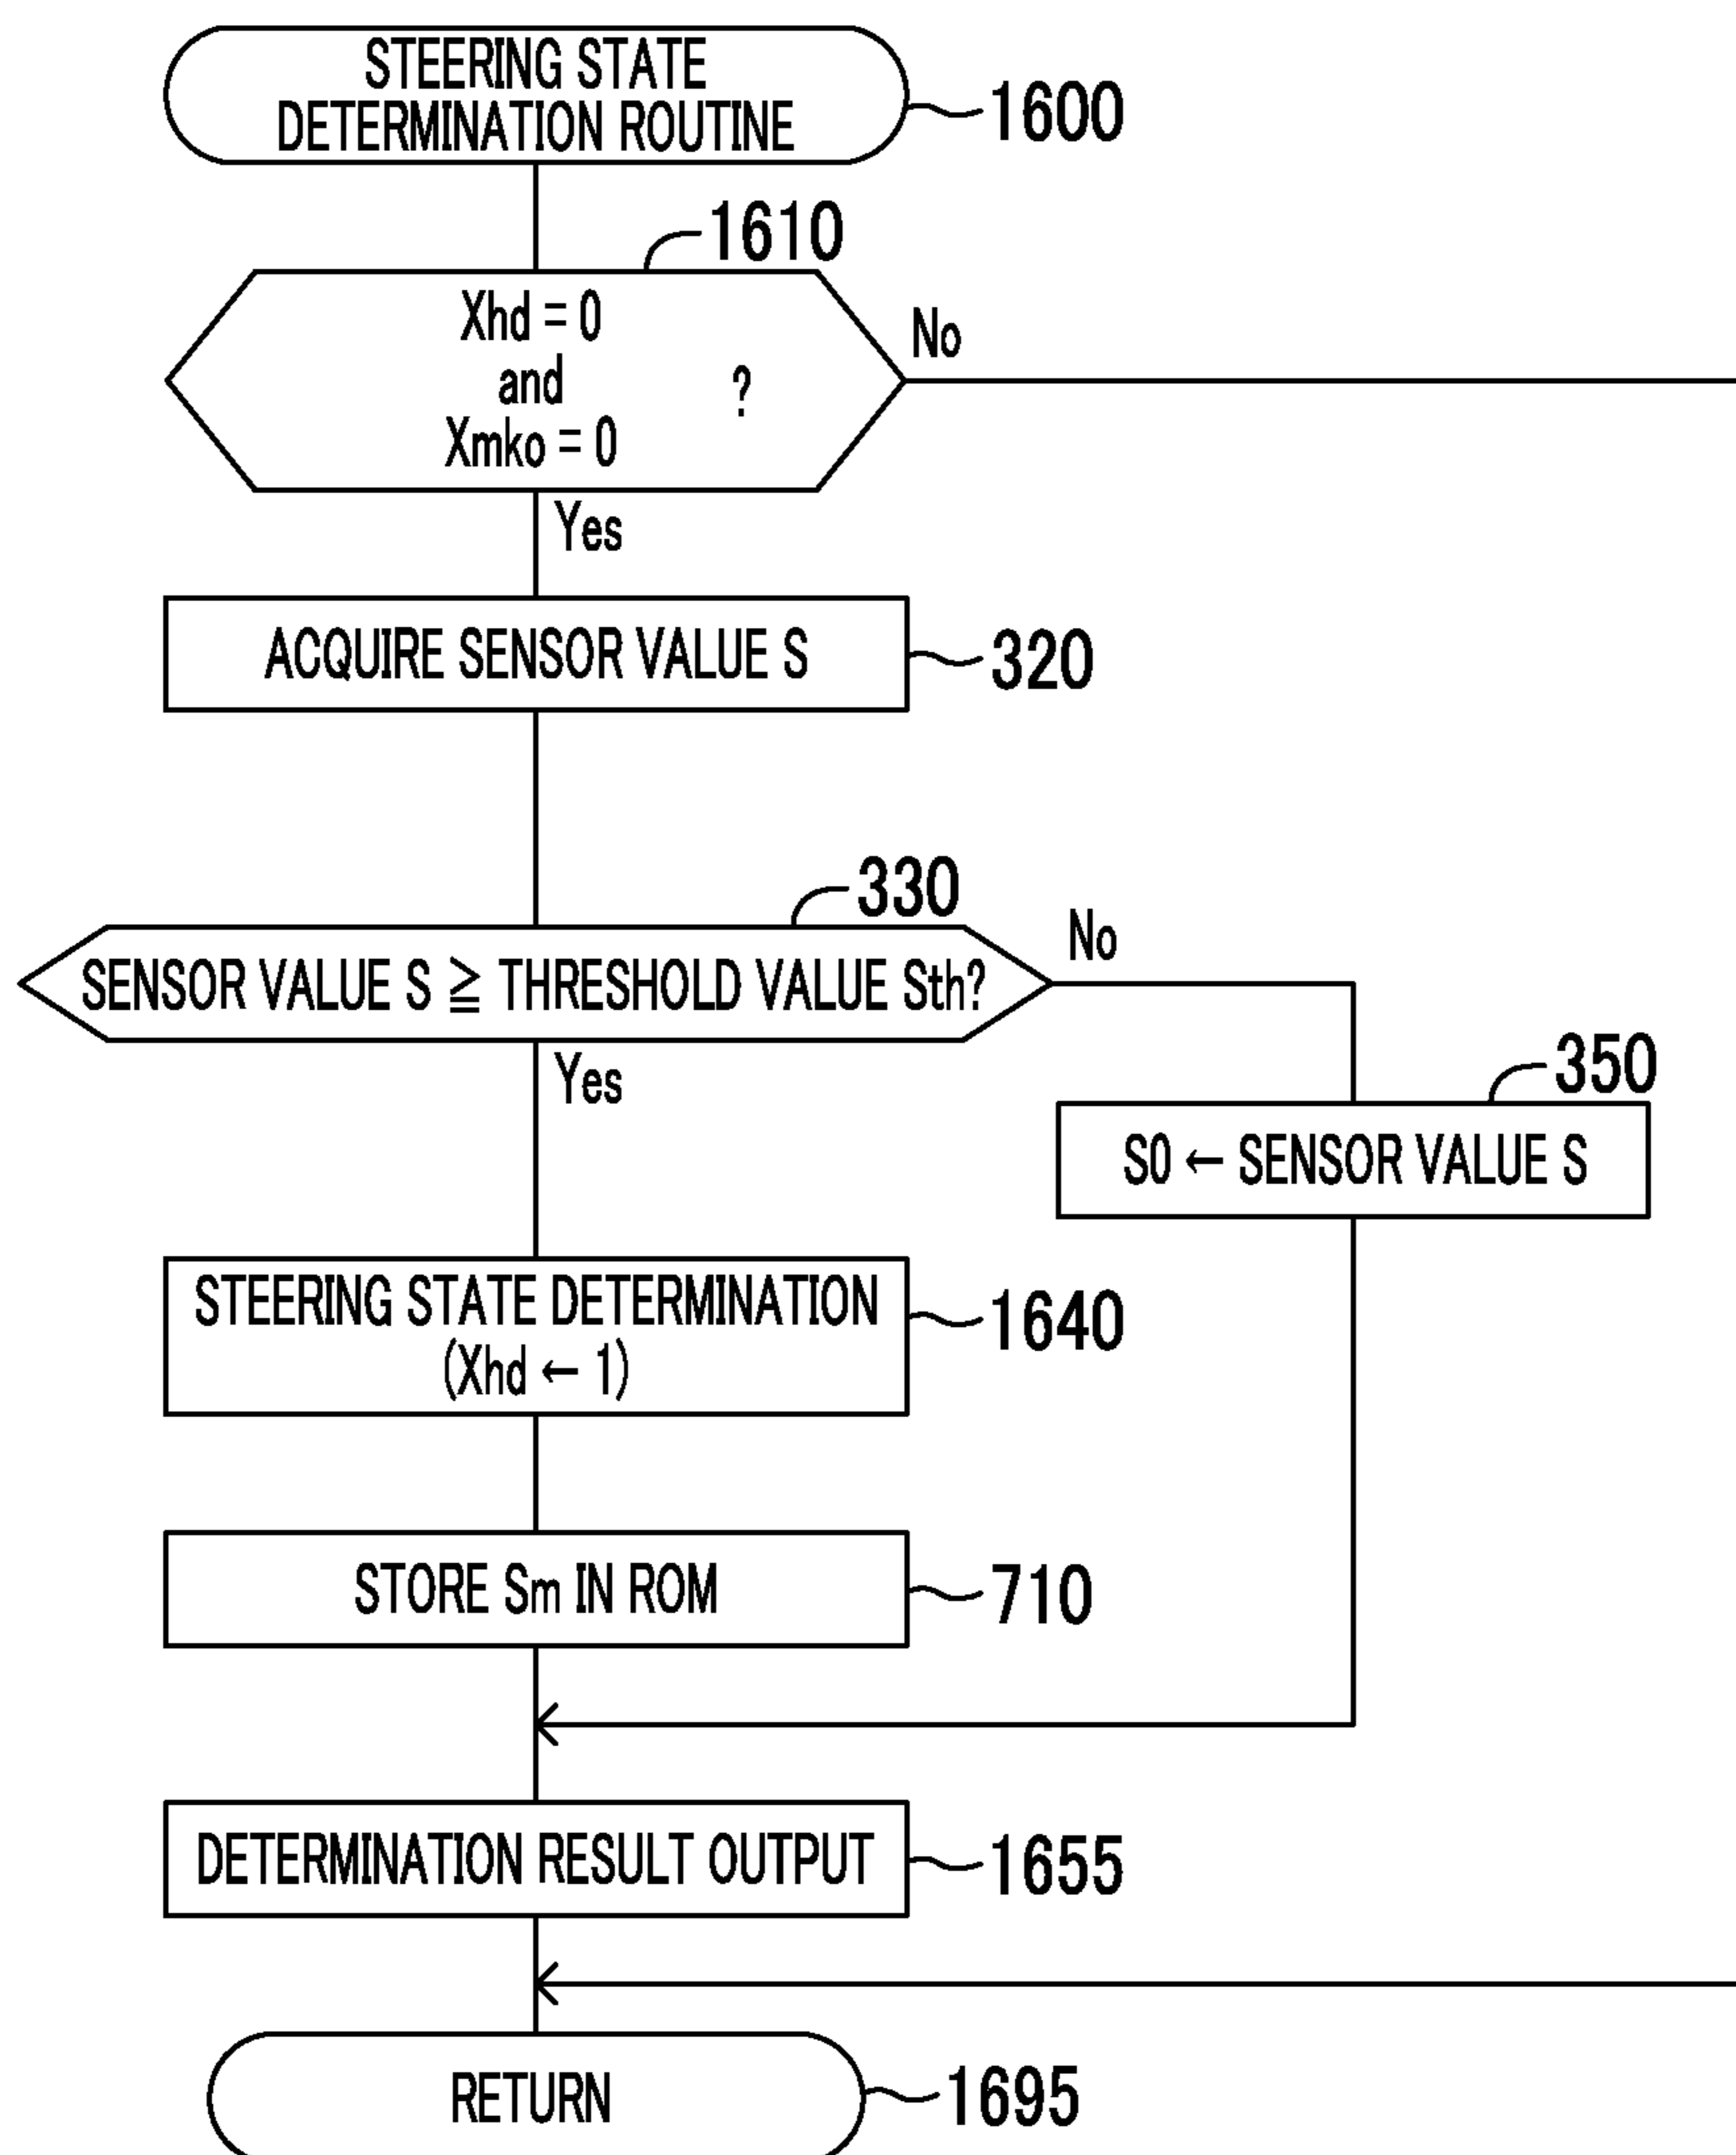 STEERING STATE
DETERMINATION ROUTINE
1600
1610
Xhd = 0
and
Xmko = 0
?
No
Yes
ACQUIRE SENSOR VALUE S
320
330
SENSOR VALUE S ≧ THRESHOLD VALUE Sth?
No
Yes
350
S0 ← SENSOR VALUE S
STEERING STATE DETERMINATION
(Xhd ← 1)
1640
STORE Sm IN ROM
710
DETERMINATION RESULT OUTPUT
1655
RETURN
1695